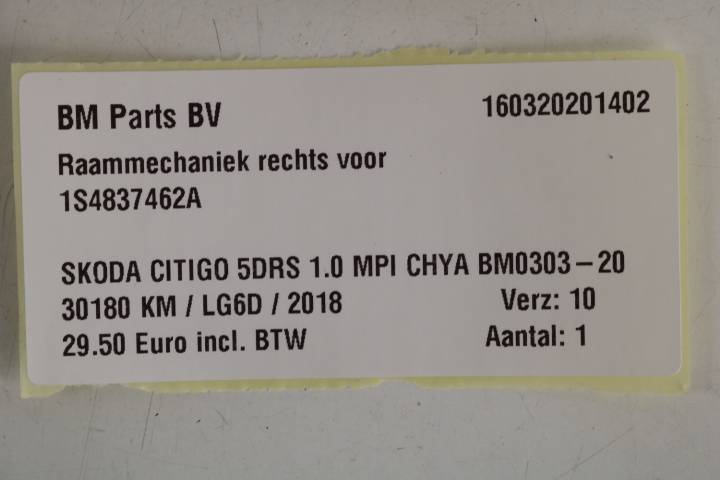 BM Parts BV 160320201402
Raammechaniek rechts voor
1S4837462A
SKODA CITIGO 5DRS 1.0 MPI CHYA BM0303-20
30180 KM / LG6D / 2018 Verz: 10
29.50 Euro incl. BTW Aantal: 1